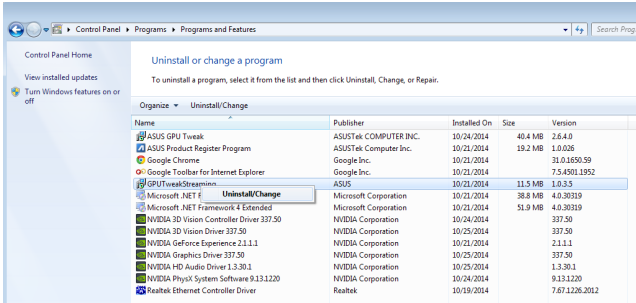 Control Panel ▸ Programs ▸ Programs and Features
Search Prog
Control Panel Home
View installed updates
Turn Windows features on or off
Uninstall or change a program
To uninstall a program, select it from the list and then click Uninstall, Change, or Repair.
Organize Uninstall/Change
Name Publisher Installed On Size Version
ASUS GPU Tweak ASUSTek COMPUTER INC. 10/24/2014 40.4 MB 2.6.4.0
ASUS Product Register Program ASUSTek Computer Inc. 10/21/2014 19.2 MB 1.0.026
Google Chrome Google Inc. 10/21/2014 31.0.1650.59
Google Toolbar for Internet Explorer Google Inc. 10/21/2014 7.5.4501.1952
GPUTweakStreaming ASUS 10/21/2014 11.5 MB 1.0.3.5
Uninstall/Change
Microsoft .NET F Microsoft Corporation 10/21/2014 38.8 MB 4.0.30319
Microsoft .NET Framework 4 Extended Microsoft Corporation 10/21/2014 51.9 MB 4.0.30319
NVIDIA 3D Vision Controller Driver 337.50 NVIDIA Corporation 10/24/2014 337.50
NVIDIA 3D Vision Driver 337.50 NVIDIA Corporation 10/25/2014 337.50
NVIDIA GeForce Experience 2.1.1.1 NVIDIA Corporation 10/21/2014 2.1.1.1
NVIDIA Graphics Driver 337.50 NVIDIA Corporation 10/25/2014 337.50
NVIDIA HD Audio Driver 1.3.30.1 NVIDIA Corporation 10/25/2014 1.3.30.1
NVIDIA PhysX System Software 9.13.1220 NVIDIA Corporation 10/24/2014 9.13.1220
Realtek Ethernet Controller Driver Realtek 10/19/2014 7.67.1226.2012